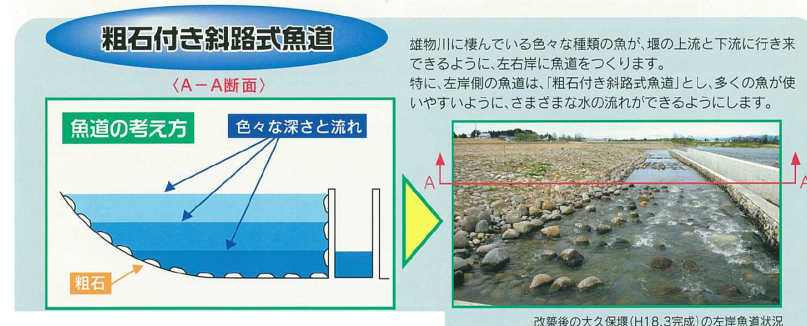 粗石付き斜路式魚道
雄物川に棲んでいる色々な種類の魚が、堰の上流と下流に行き来
できるように、左右岸に魚道をつくります。
特に、左岸側の魚道は、「粗石付き斜路式魚道」とし、多くの魚が使
いやすいように、さまざまな水の流れができるようにします。
〈A－A断面〉
魚道の考え方
色々な深さと流れ
粗石
A
A
改築後の大久保堰(H18.3完成)の左岸魚道状況